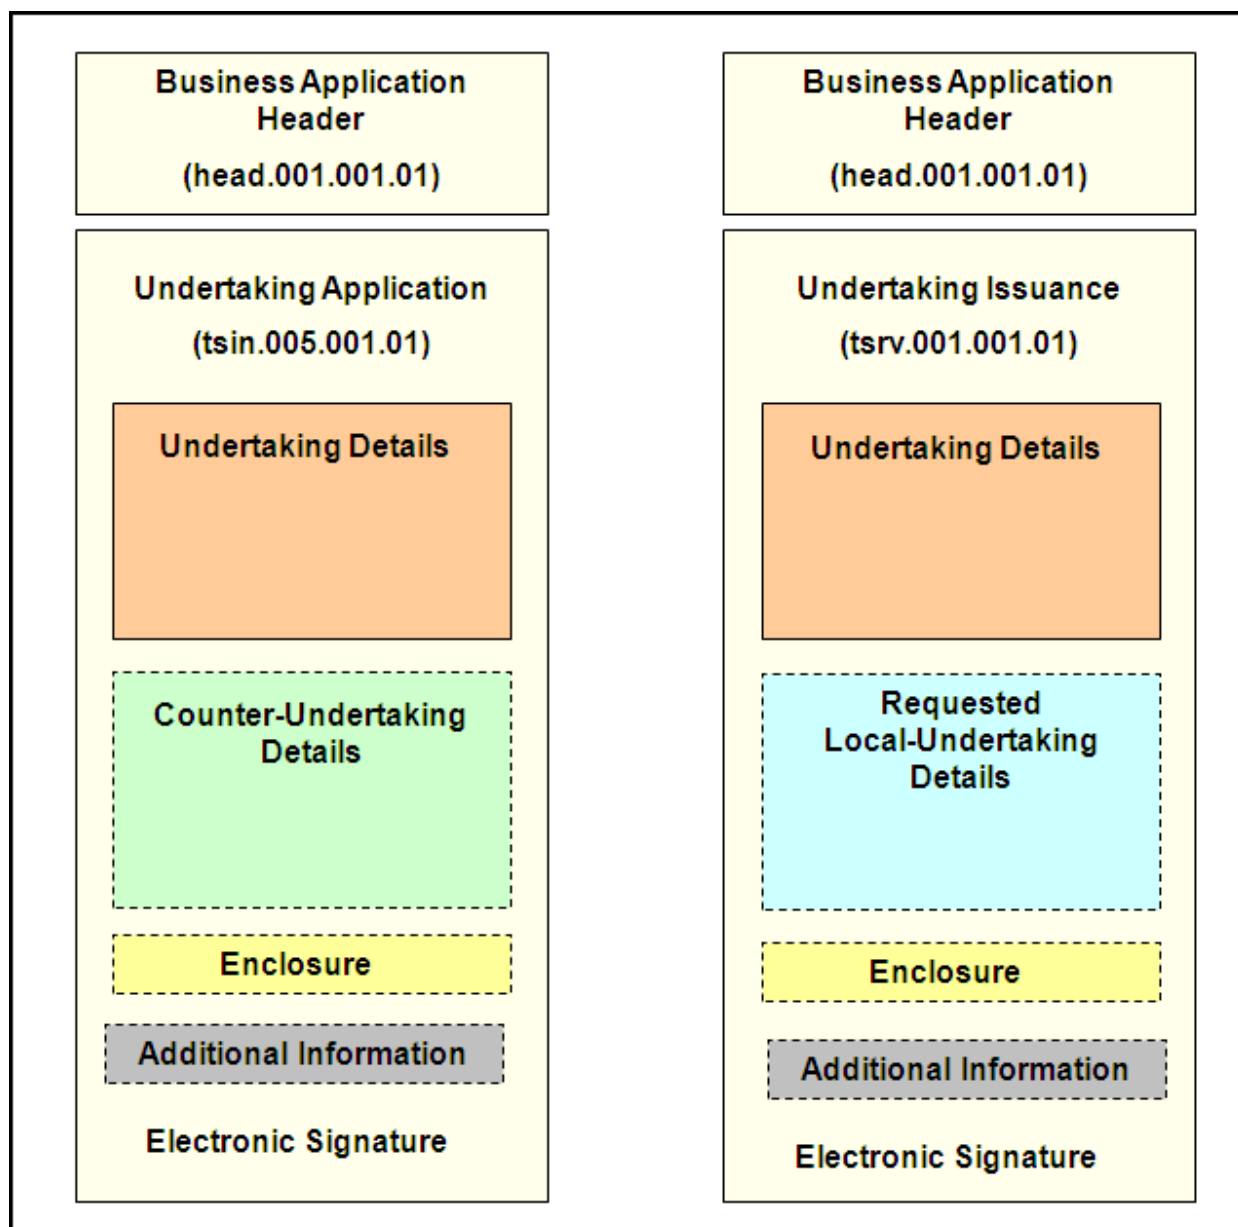 Business Application
Header
(head.001.001.01)
Undertaking Application
(tsin.005.001.01)
Undertaking Details
Counter-Undertaking
Details
Enclosure
Additional Information
Electronic Signature
Business Application
Header
(head.001.001.01)
Undertaking Issuance
(tsrv.001.001.01)
Undertaking Details
Requested
Local-Undertaking
Details
Enclosure
Additional Information
Electronic Signature